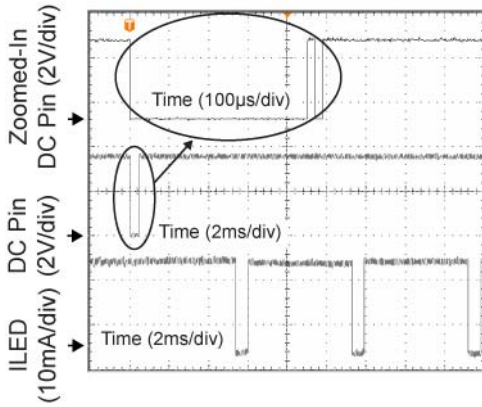 T
Zoomed-In
DC Pin (2V/div)
Time (100µs/div)
DC Pin
(2V/div)
Time (2ms/div)
ILED
(10mA/div)
Time (2ms/div)